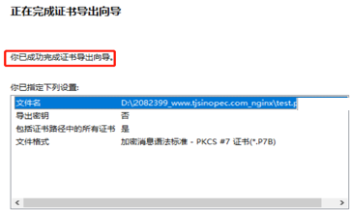 正在完成证书导出向导
你已成功完成证书导出向导。
你已指定下列设置:
文件名 D:\2082399_www.tjsinopec.com_nginx\test.p
导出密钥 否
包括证书路径中的所有证书 是
文件格式 加密消息语法标准 - PKCS #7 证书(*.P7B)